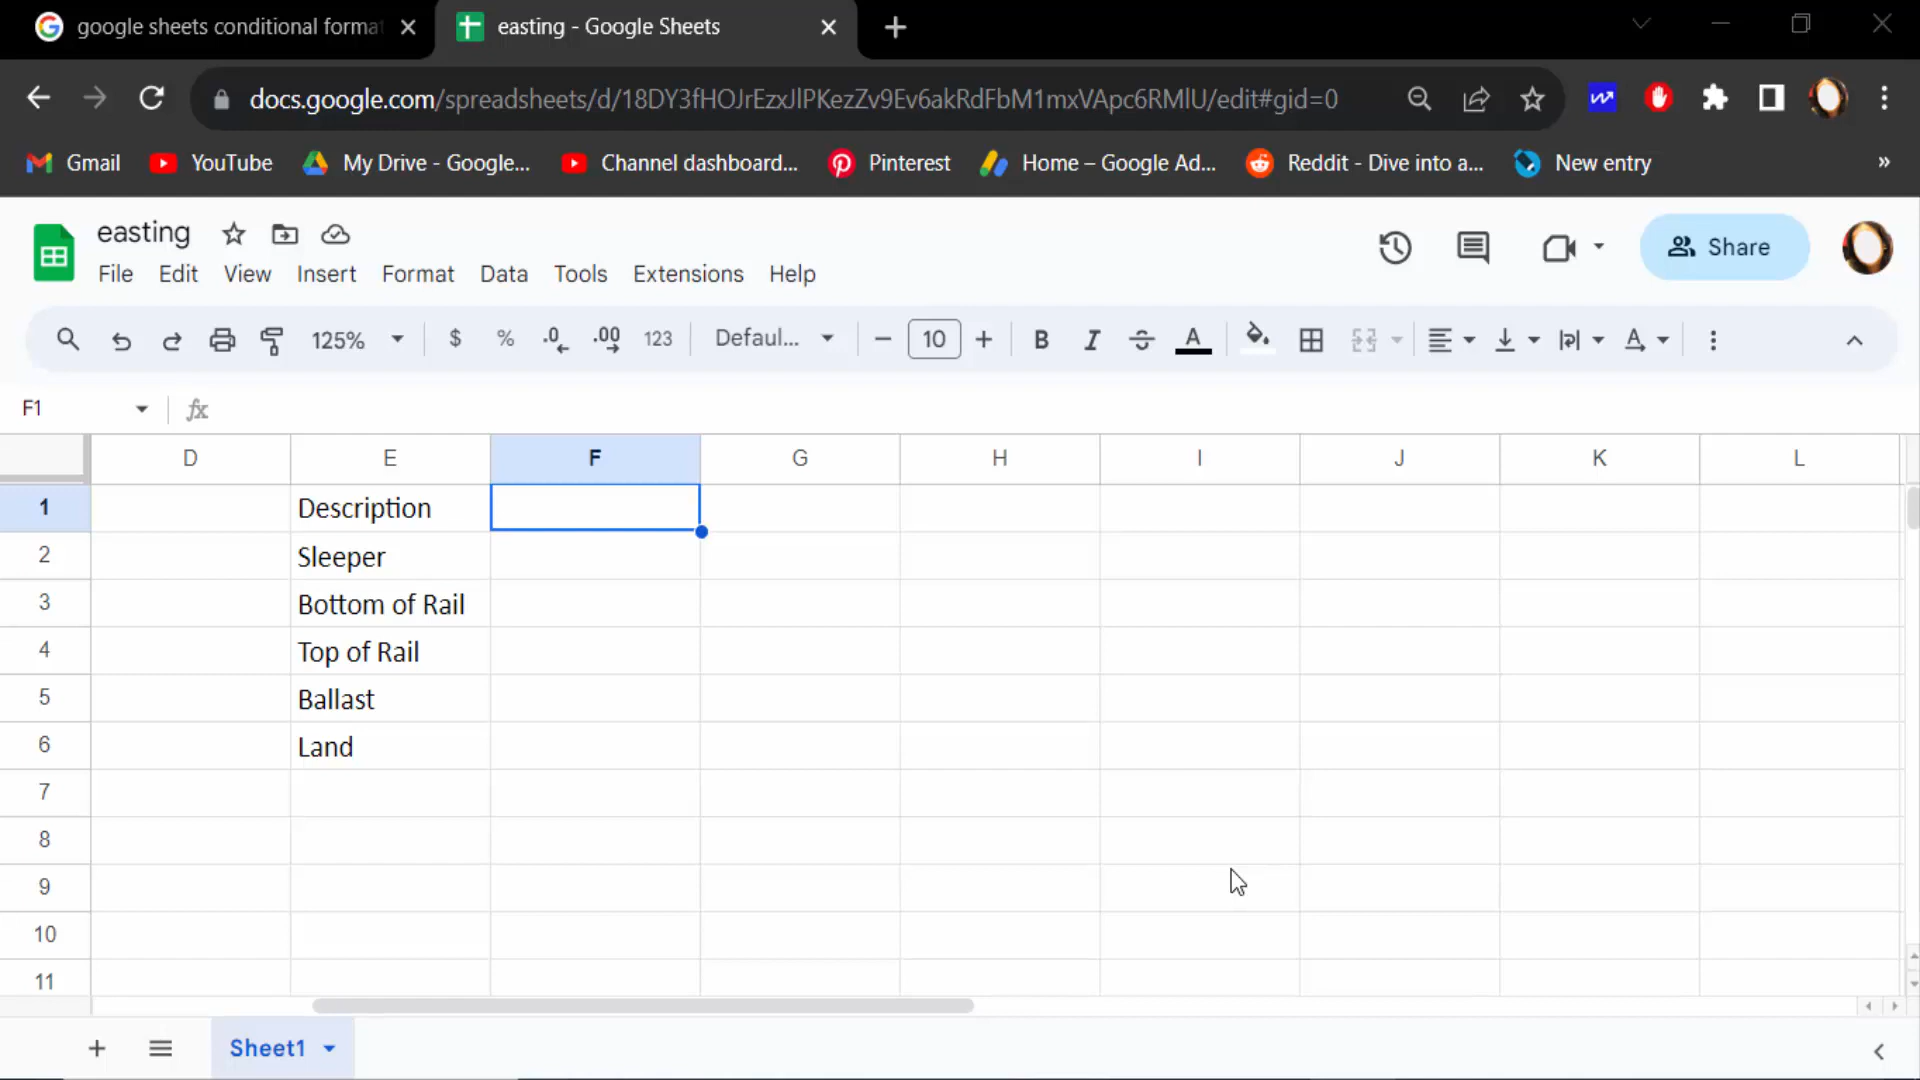 google sheets conditional forma
easting - Google Sheets
docs.google.com/spreadsheets/d/18DY3fHOJrEzxJlPKezZv9Ev6akRdFbM1mxVApc6RMlU/edit#gid=0
Gmail YouTube My Drive - Google... Channel dashboard... Pinterest Home – Google Ad... Reddit - Dive into a... New entry »
easting
File Edit View Insert Format Data Tools Extensions Help
Share
125% $ % .0 .00 123 Defaul... 10 B I A A
F1 fx
D E F G H I J K L
1 Description
2 Sleeper
3 Bottom of Rail
4 Top of Rail
5 Ballast
6 Land
7
8
9
10
11
Sheet1